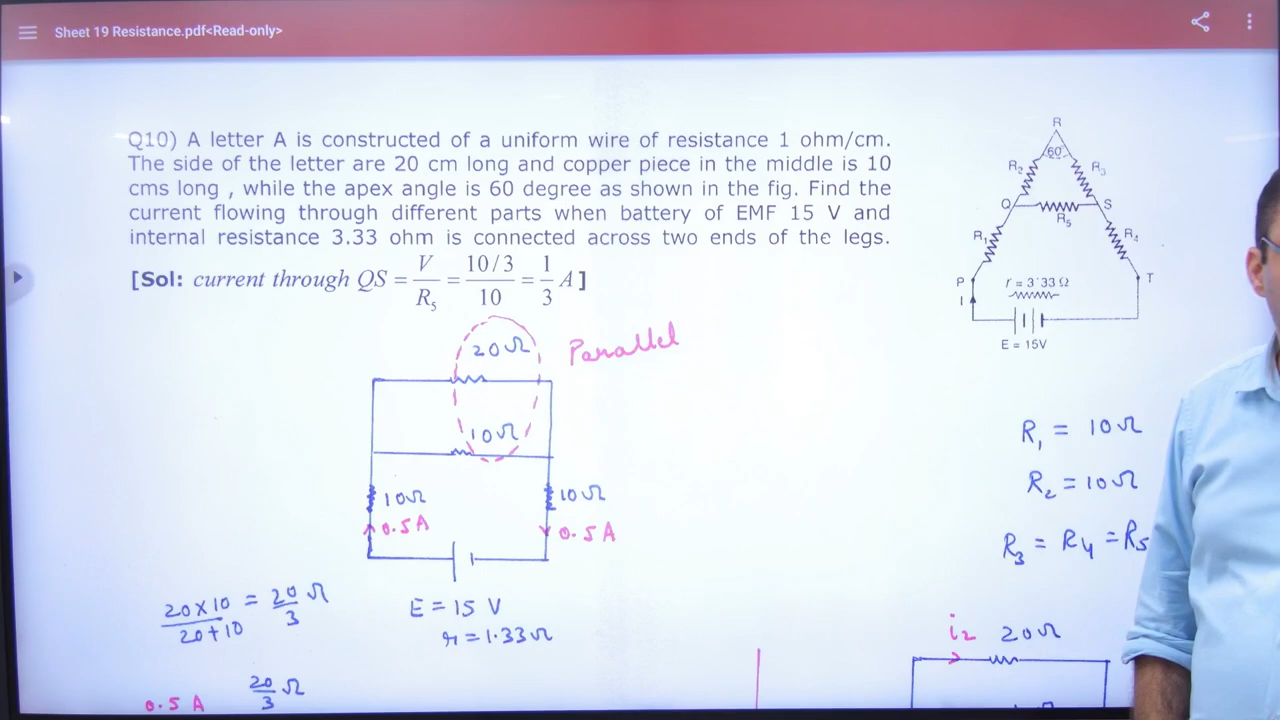 Sheet 19 Resistance.pdf<Read-only>
Q10) A letter A is constructed of a uniform wire of resistance 1 ohm/cm.
The side of the letter are 20 cm long and copper piece in the middle is 10
cms long , while the apex angle is 60 degree as shown in the fig. Find the
current flowing through different parts when battery of EMF 15 V and
internal resistance 3.33 ohm is connected across two ends of the legs.
[Sol: current through QS = V/R₅ = 10/3/10 = 1/3 A]
R
60°
R₂
R₃
Q
S
R₅
R₁
R₄
P
T
r = 3·33 Ω
I
E = 15V
20Ω
Parallel
10Ω
10Ω
10Ω
0.5A
0.5A
E = 15 V
r = 1.33Ω
20×10/20+10 = 20/3 Ω
20/3 Ω
0.5 A
R₁ = 10Ω
R₂ = 10Ω
R₃ = R₄ = R₅
i₂ 20Ω